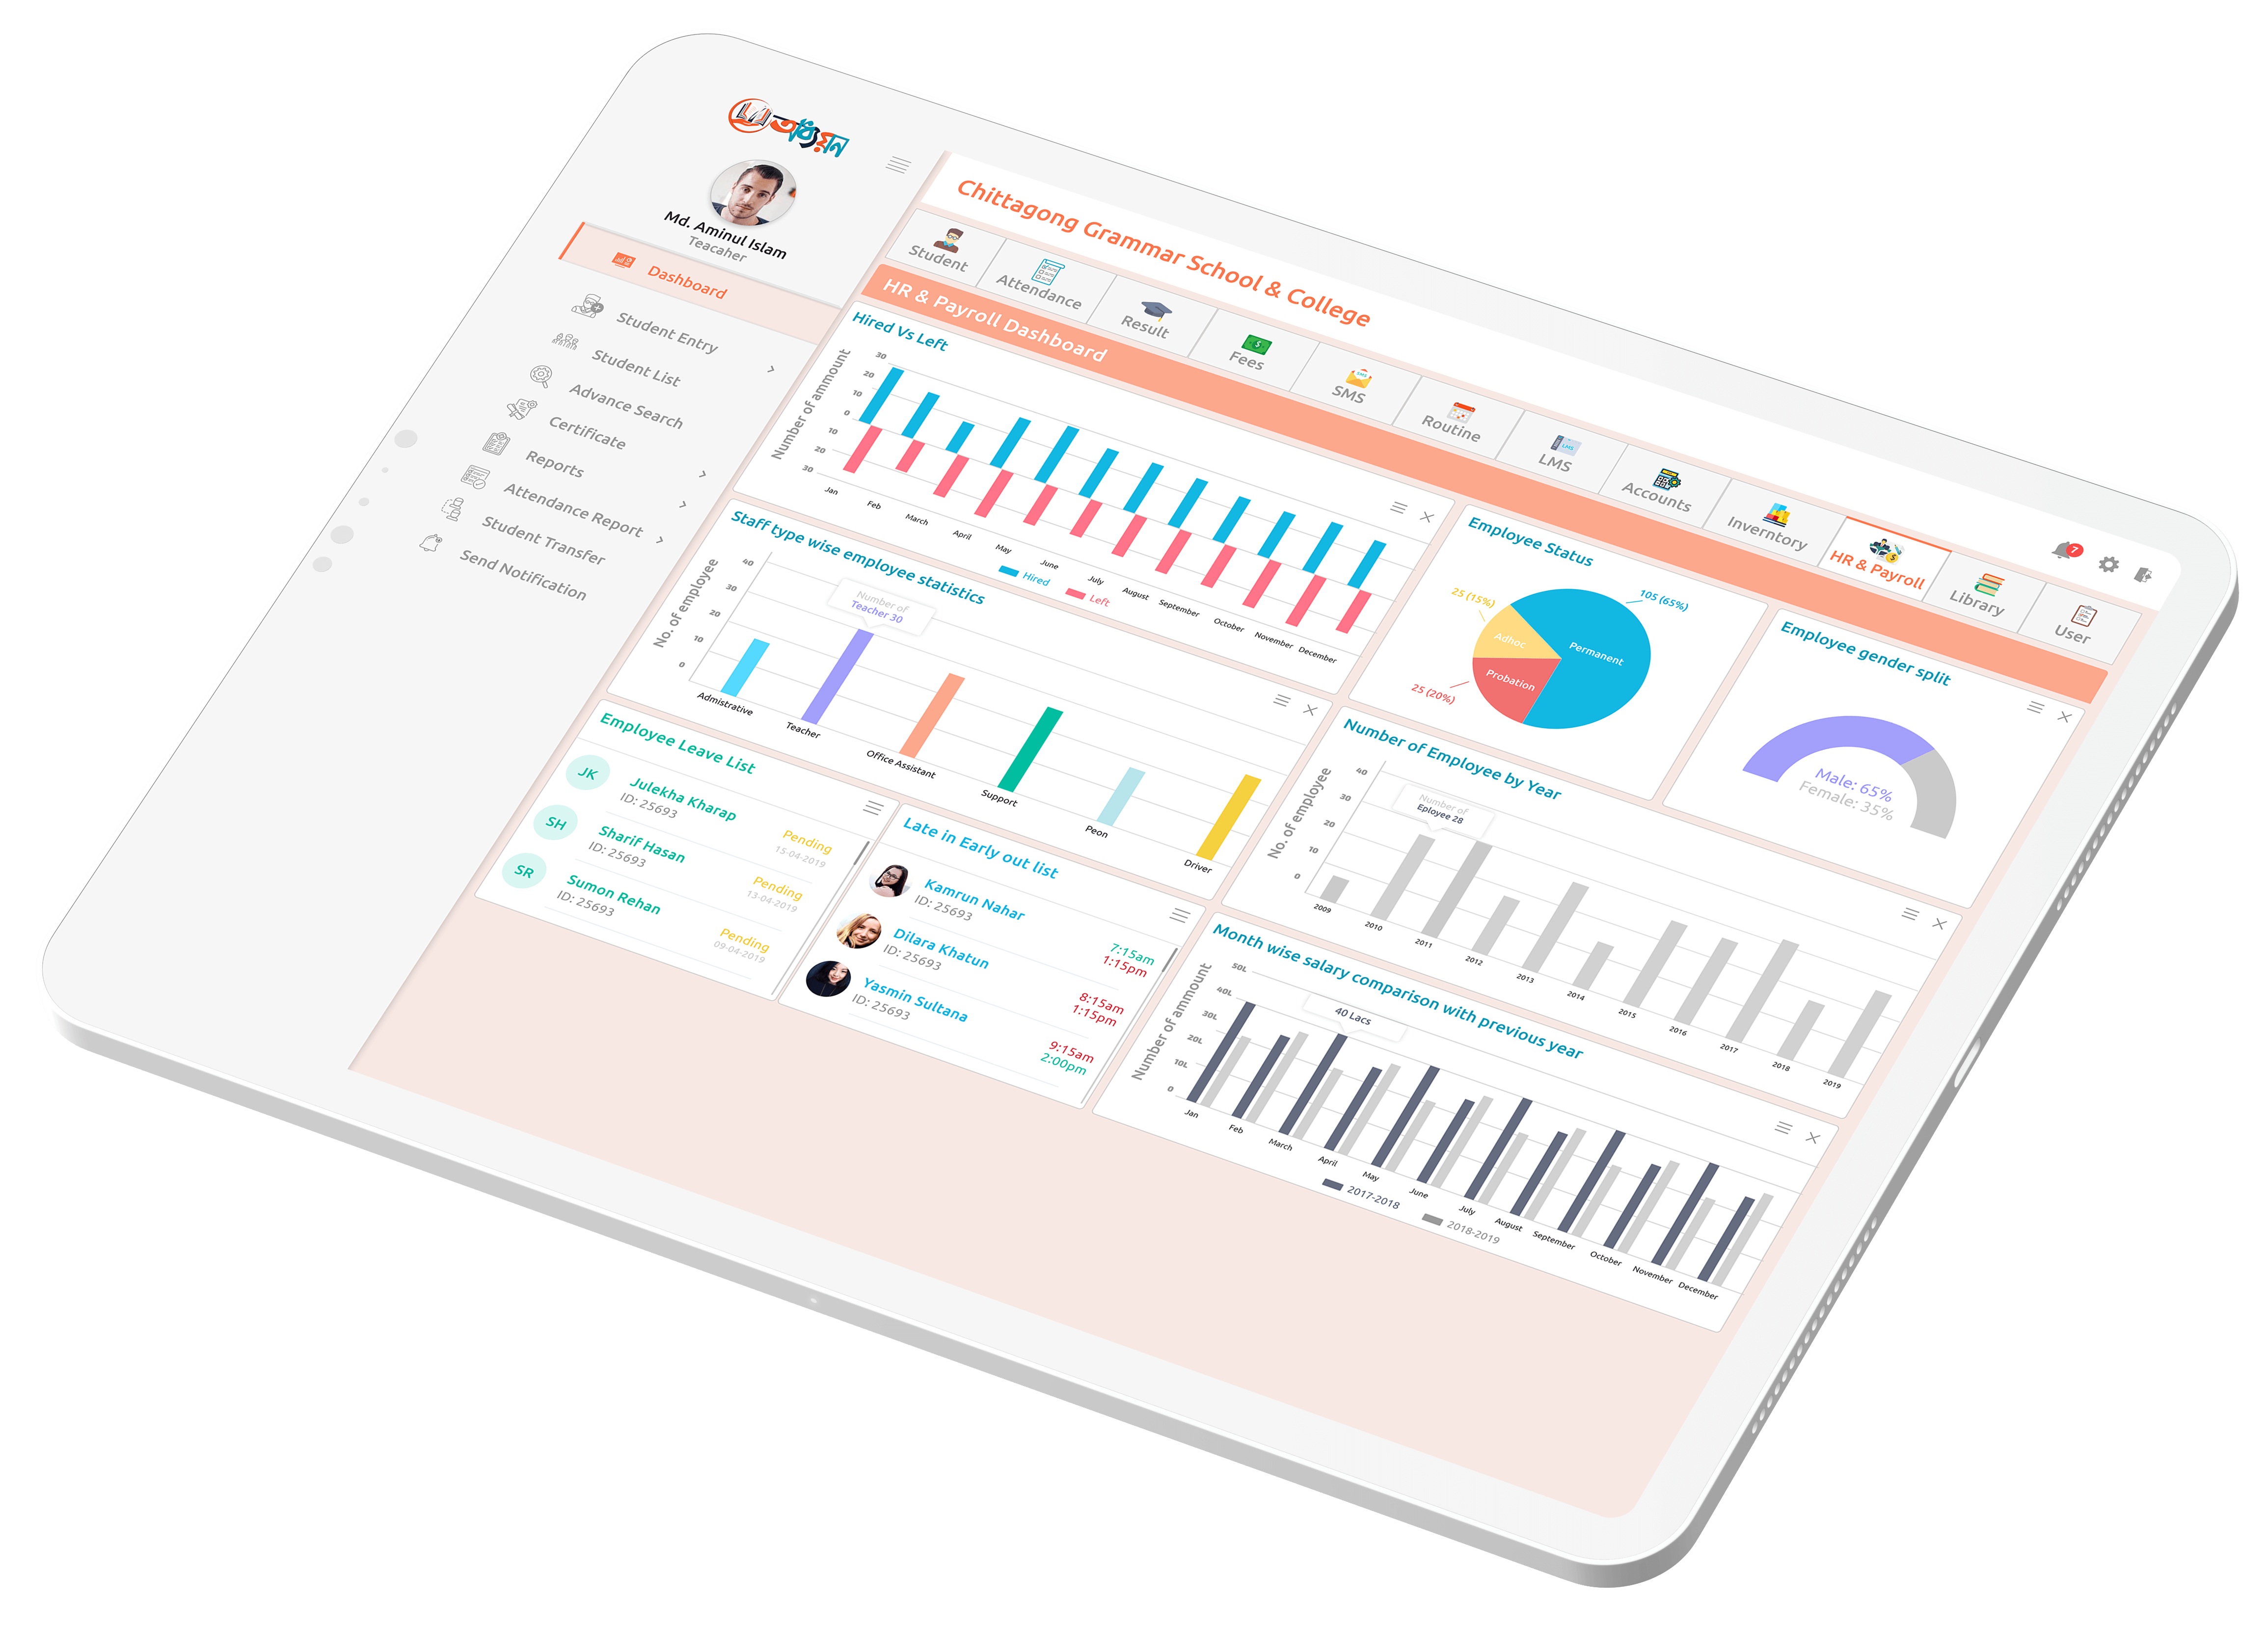 অধ্যয়ন
Md. Aminul Islam
Teacaher
Dashboard
Student Entry
Student List
Advance Search
Certificate
Reports
Attendance Report
Student Transfer
Send Notification
Chittagong Grammar School & College
7
Student
Attendance
Result
Fees
SMS
SMS
Routine
LMS
LMS
Accounts
Inverntory
HR & Payroll
Library
User
HR & Payroll Dashboard
Hired Vs Left
Number of ammount
30
20
10
0
10
20
30
Jan
Feb
March
April
May
June
July
August
September
October
November
December
Hired
Left
Employee Status
25 (15%)
105 (65%)
25 (20%)
Adhoc
Permanent
Probation
Employee gender split
Male: 65%
Female: 35%
Staff type wise employee statistics
No. of employee
40
30
20
10
0
Number of
Teacher 30
Admistrative
Teacher
Office Assistant
Support
Peon
Driver
Number of Employee by Year
No. of employee
40
30
20
10
0
Number of
Eployee 28
2009
2010
2011
2012
2013
2014
2015
2016
2017
2018
2019
Employee Leave List
JK
Julekha Kharap
ID: 25693
Pending
15-04-2019
SH
Sharif Hasan
ID: 25693
Pending
13-04-2019
SR
Sumon Rehan
ID: 25693
Pending
09-04-2019
Late in Early out list
Kamrun Nahar
ID: 25693
7:15am
1:15pm
Dilara Khatun
ID: 25693
8:15am
1:15pm
Yasmin Sultana
ID: 25693
9:15am
2:00pm
Month wise salary comparison with previous year
Number of ammount
50L
40L
30L
20L
10L
0
40 Lacs
Jan
Feb
March
April
May
June
July
August
September
October
November
December
2017-2018
2018-2019